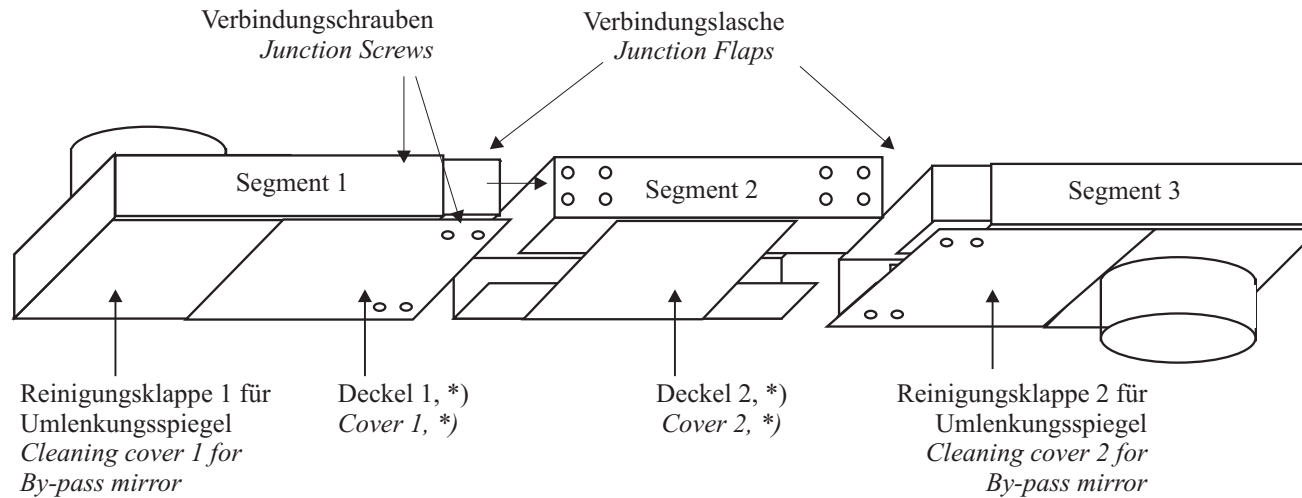 Verbindungschrauben
Junction Screws
Verbindungslasche
Junction Flaps
Segment 1
Segment 2
Segment 3
Reinigungsklappe 1 für
Umlenkungsspiegel
Cleaning cover 1 for
By-pass mirror
Deckel 1, *)
Cover 1, *)
Deckel 2, *)
Cover 2, *)
Reinigungsklappe 2 für
Umlenkungsspiegel
Cleaning cover 2 for
By-pass mirror